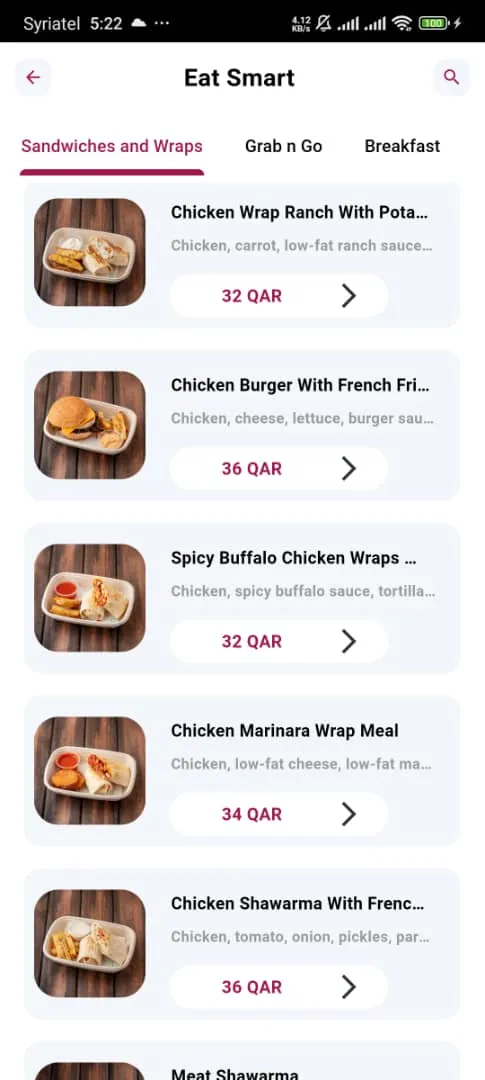 Syriatel 5:22
4.12
KB/s
100
Eat Smart
Sandwiches and Wraps
Grab n Go
Breakfast
Chicken Wrap Ranch With Pota...
Chicken, carrot, low-fat ranch sauce...
32 QAR
Chicken Burger With French Fri...
Chicken, cheese, lettuce, burger sau...
36 QAR
Spicy Buffalo Chicken Wraps ...
Chicken, spicy buffalo sauce, tortilla...
32 QAR
Chicken Marinara Wrap Meal
Chicken, low-fat cheese, low-fat ma...
34 QAR
Chicken Shawarma With Frenc...
Chicken, tomato, onion, pickles, par...
36 QAR
Meat Shawarma